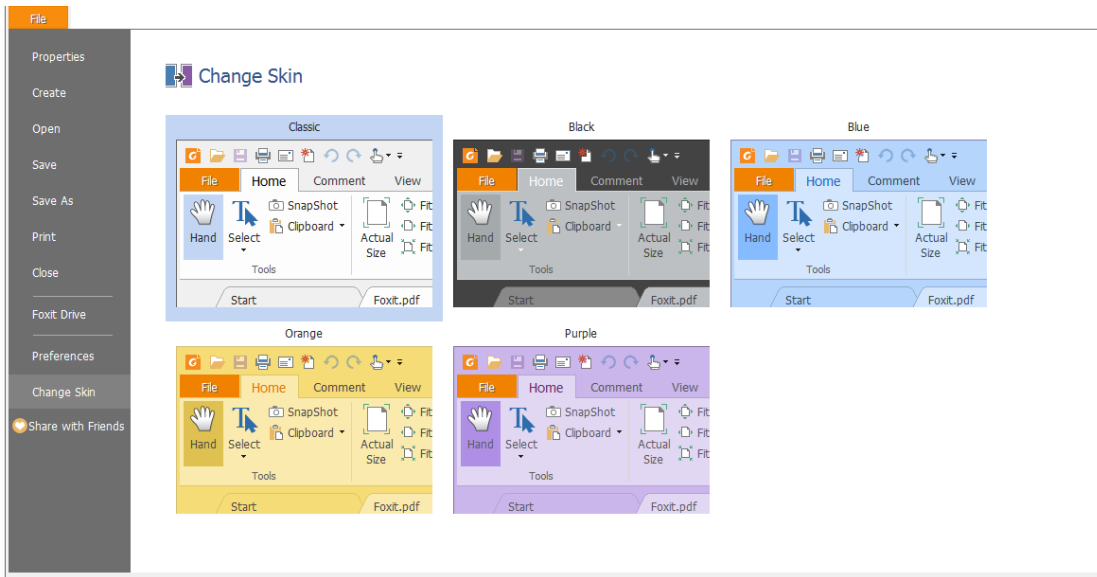 File
Properties
Create
Open
Save
Save As
Print
Close
Foxit Drive
Preferences
Change Skin
Share with Friends
Change Skin
Classic
File Home Comment View
Hand
Select
SnapShot
Clipboard
Actual
Size
Fit
Fit
Fit
Tools
Start Foxit.pdf
Black
File Home Comment View
Hand
Select
SnapShot
Clipboard
Actual
Size
Fit
Fit
Fit
Tools
Start Foxit.pdf
Blue
File Home Comment View
Hand
Select
SnapShot
Clipboard
Actual
Size
Fit
Fit
Fit
Tools
Start Foxit.pdf
Orange
File Home Comment View
Hand
Select
SnapShot
Clipboard
Actual
Size
Fit
Fit
Fit
Tools
Start Foxit.pdf
Purple
File Home Comment View
Hand
Select
SnapShot
Clipboard
Actual
Size
Fit
Fit
Fit
Tools
Start Foxit.pdf